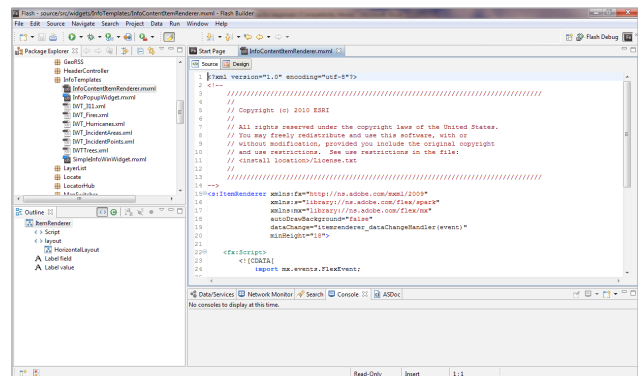 Flash - source/src/widgets/InfoTemplates/InfoContentItemRenderer.mxml - Flash Builder
File Edit Source Navigate Search Project Data Run Window Help
Flash Debug
Package Explorer
GeoRSS
HeaderController
InfoTemplates
InfoContentItemRenderer.mxml
InfoPopupWidget.mxml
IWT_311.xml
IWT_Fires.xml
IWT_Hurricanes.xml
IWT_IncidentAreas.xml
IWT_IncidentPoints.xml
IWTTrees.xml
SimpleInfoWinWidget.mxml
LayerList
Locate
LocatorHub
MapSwitcher
Outline
ItemRenderer
Script
layout
HorizontalLayout
Label field
Label value
Start Page InfoContentItemRenderer.mxml
Source Design
1 <?xml version="1.0" encoding="utf-8"?>
2 <!--
3 ////////////////////////////////////////////////////////////////////////////////
4 //
5 // Copyright (c) 2010 ESRI
6 //
7 // All rights reserved under the copyright laws of the United States.
8 // You may freely redistribute and use this software, with or
9 // without modification, provided you include the original copyright
10 // and use restrictions. See use restrictions in the file:
11 // <install location>/License.txt
12 //
13 ////////////////////////////////////////////////////////////////////////////////
14 -->
15 <s:ItemRenderer xmlns:fx="http://ns.adobe.com/mxml/2009"
16 xmlns:s="library://ns.adobe.com/flex/spark"
17 xmlns:mx="library://ns.adobe.com/flex/mx"
18 autoDrawBackground="false"
19 dataChange="itemrenderer_dataChangeHandler(event)"
20 minHeight="18">
21
22 <fx:Script>
23 <![CDATA[
24 import mx.events.FlexEvent;
Data/Services Network Monitor Search Console ASDoc
No consoles to display at this time.
Read-Only Insert 1 : 1